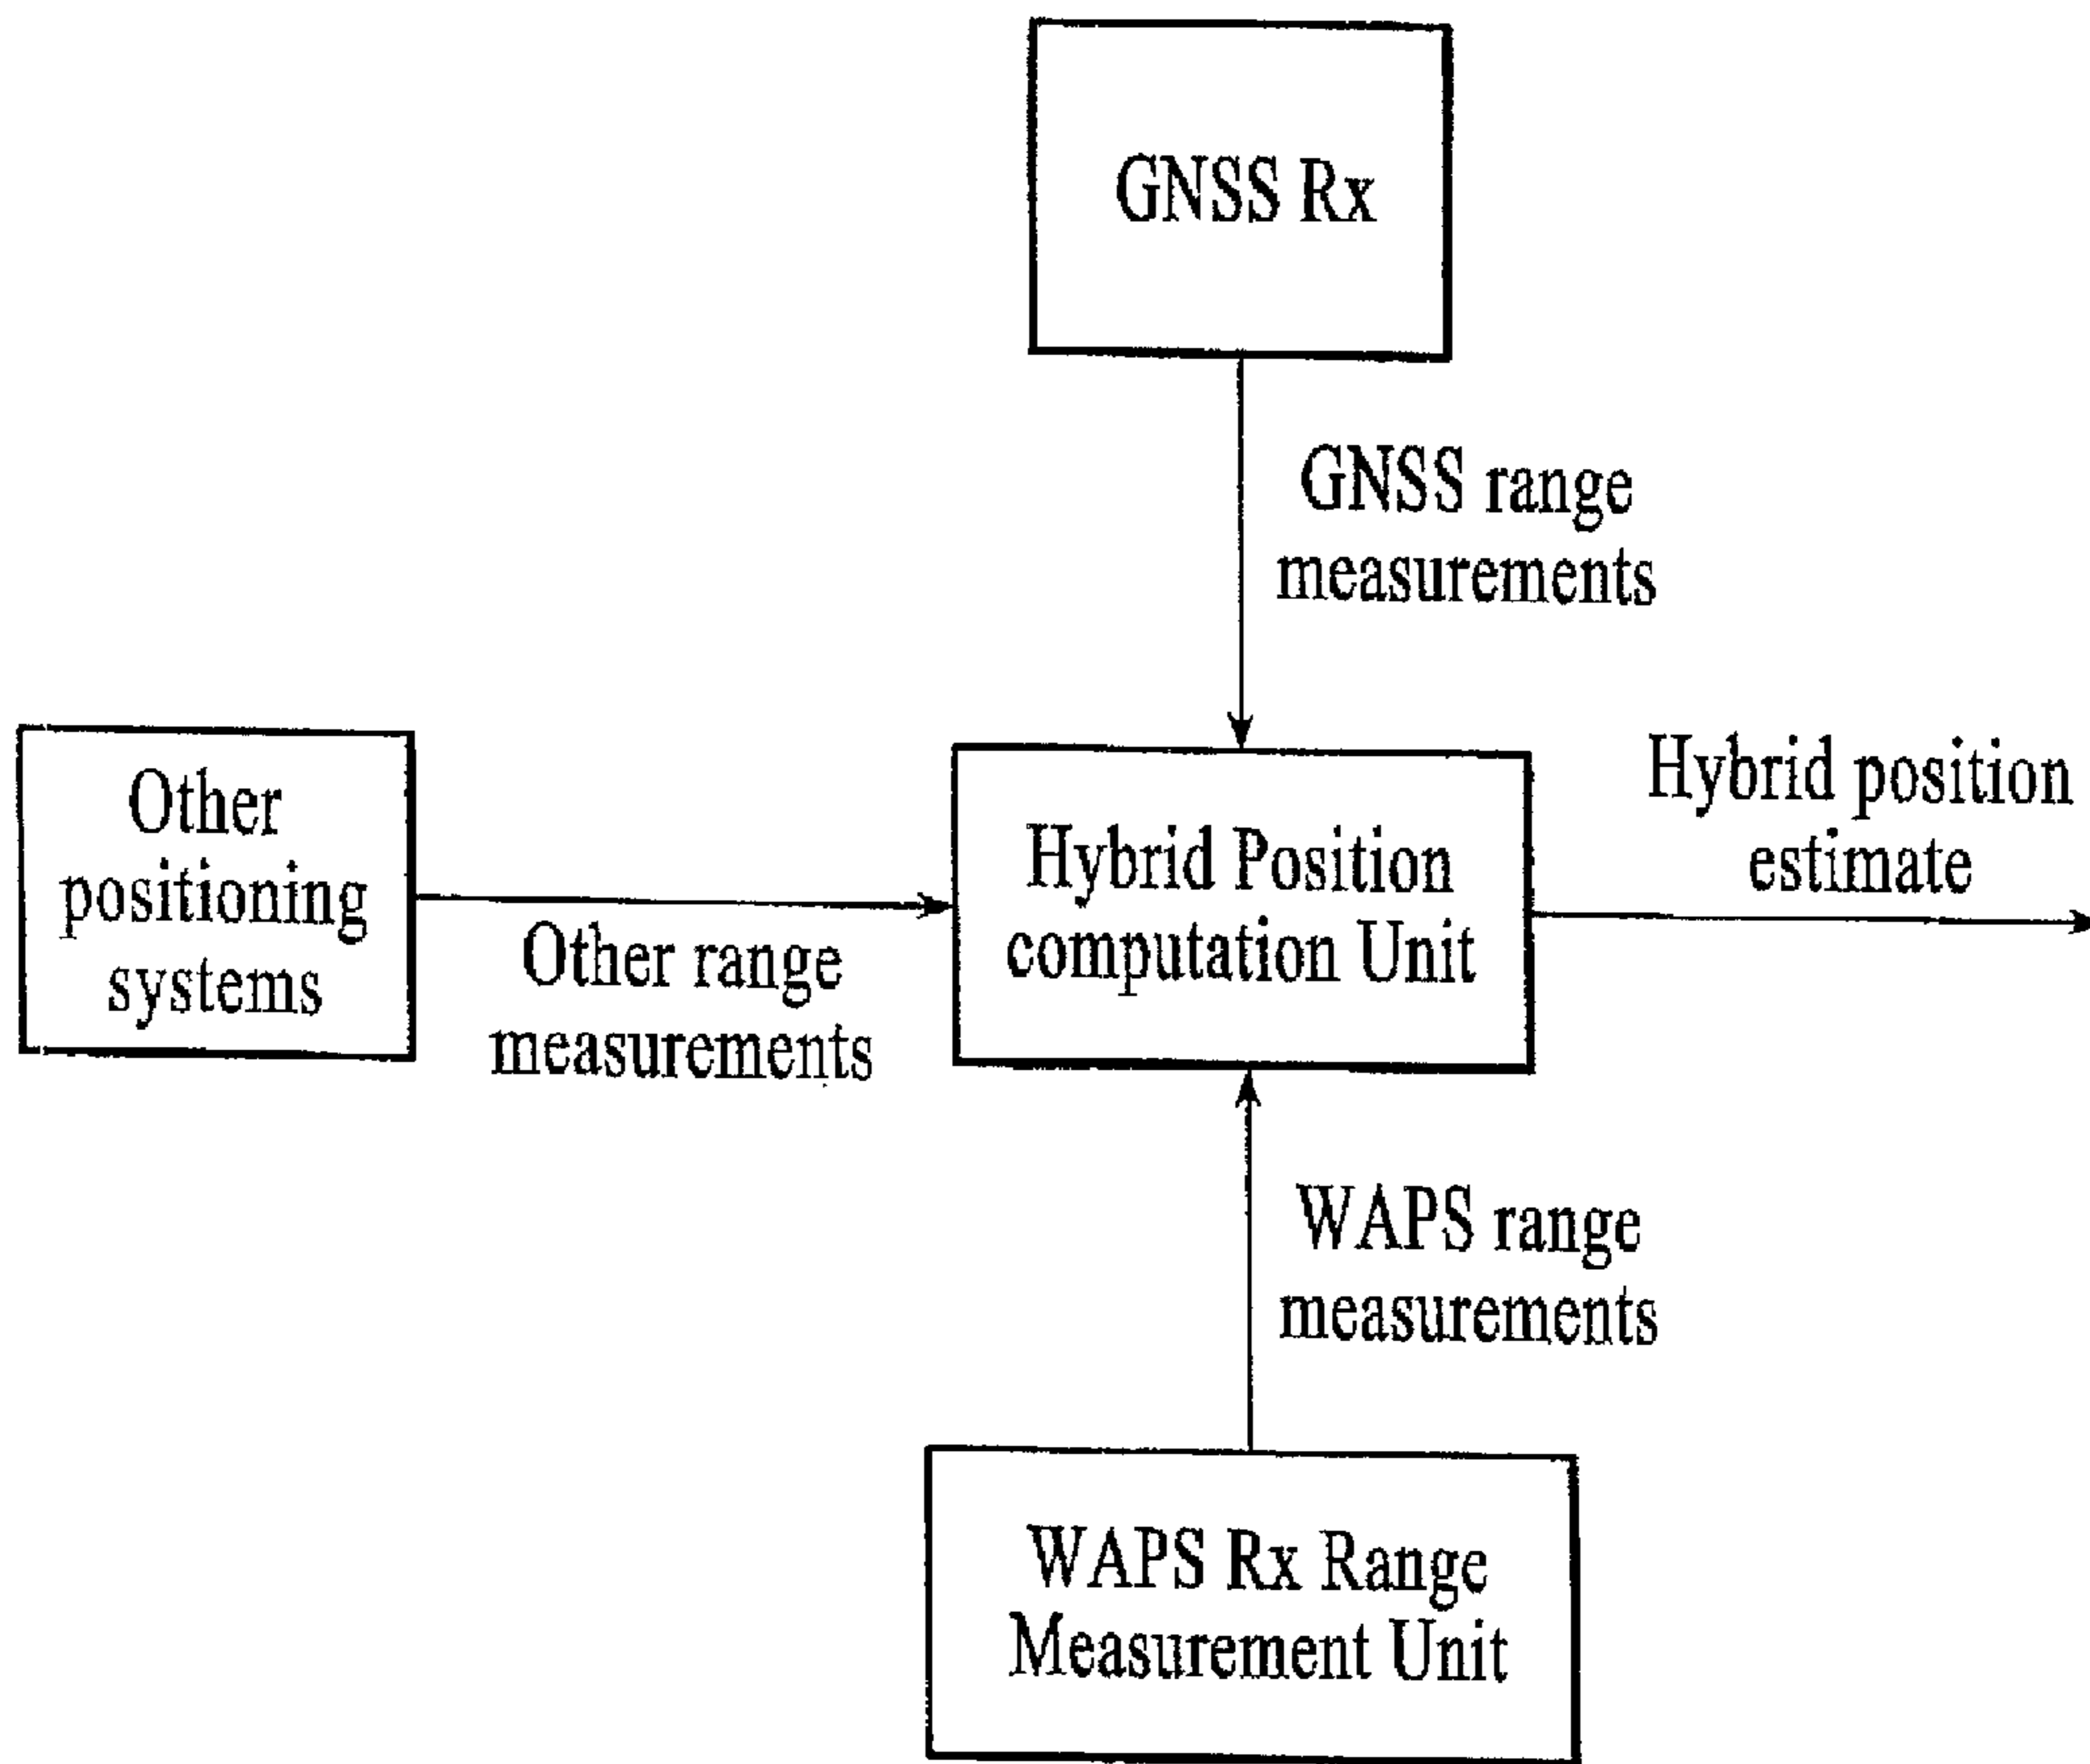 GNSS Rx
GNSS range
measurements
Other
positioning
systems
Other range
measurements
Hybrid Position
computation Unit
Hybrid position
estimate
WAPS range
measurements
WAPS Rx Range
Measurement Unit